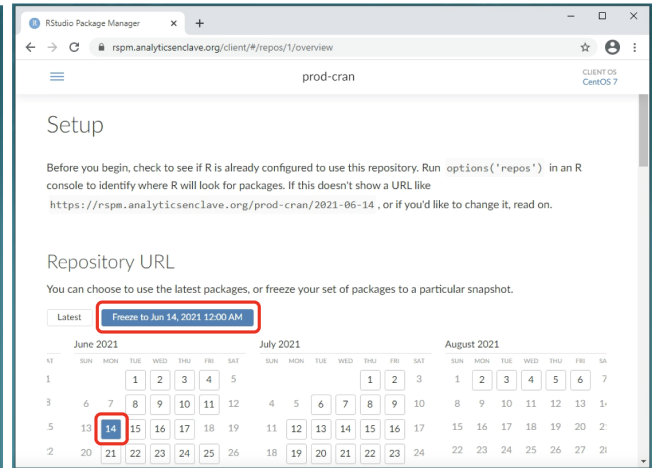 RStudio Package Manager
rspm.analyticsenclave.org/client/#/repos/1/overview
prod-cran
CLIENT OS
CentOS 7
Setup
Before you begin, check to see if R is already configured to use this repository. Run options('repos') in an R
console to identify where R will look for packages. If this doesn't show a URL like
https://rspm.analyticsenclave.org/prod-cran/2021-06-14 , or if you'd like to change it, read on.
Repository URL
You can choose to use the latest packages, or freeze your set of packages to a particular snapshot.
Latest Freeze to Jun 14, 2021 12:00 AM
June 2021 July 2021 August 2021
SUN MON TUE WED THU FRI SAT SUN MON TUE WED THU FRI SAT SUN MON TUE WED THU FRI SA
1 2 3 4 5 1 2 3 1 2 3 4 5 6 7
6 7 8 9 10 11 12 4 5 6 7 8 9 10 8 9 10 11 12 13
13 14 15 16 17 18 19 11 12 13 14 15 16 17 15 16 17 18 19 20
20 21 22 23 24 25 26 18 19 20 21 22 23 24 22 23 24 25 26 27